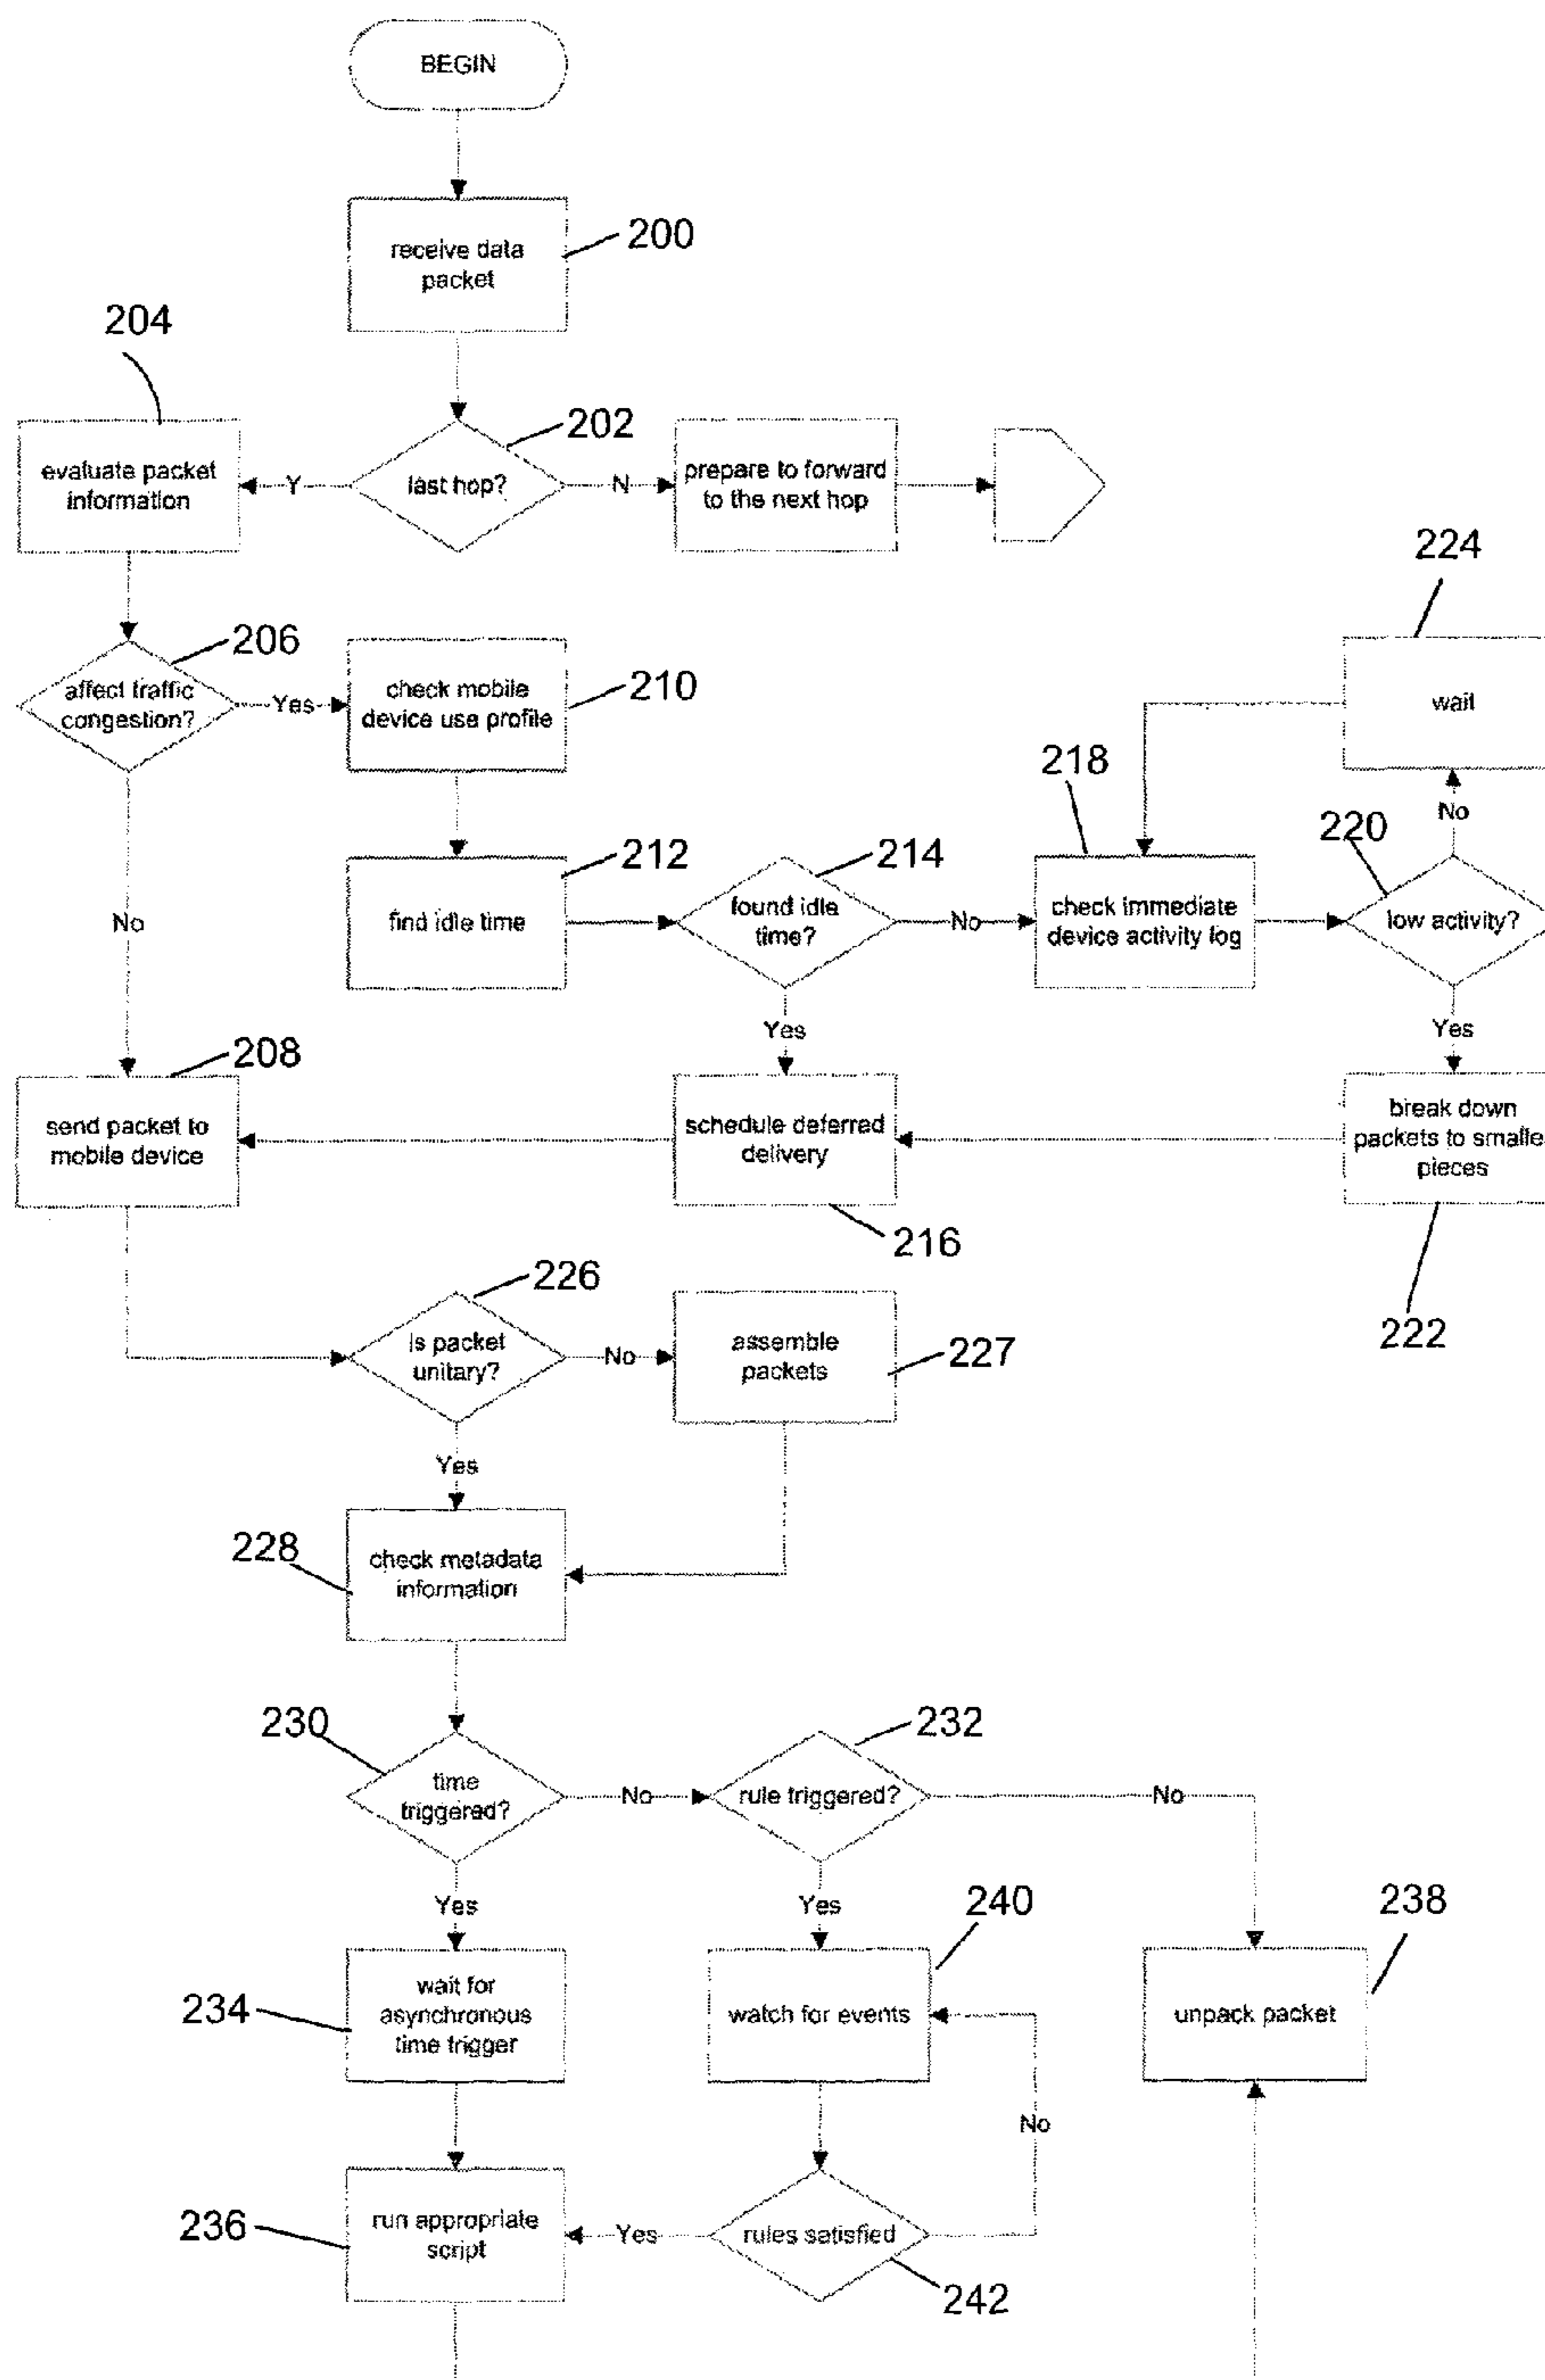 BEGIN
receive data
packet
200
204
evaluate packet
information
202
last hop?
Y
N
prepare to forward
to the next hop
224
wait
206
affect traffic
congestion?
Yes
check mobile
device use profile
210
No
218
220
No
find idle time
212
214
found idle
time?
No
check immediate
device activity log
low activity?
Yes
Yes
208
send packet to
mobile device
schedule deferred
delivery
216
break down
packets to smalle
pieces
222
226
is packet
unitary?
No
assemble
packets
227
Yes
228
check metadata
information
230
time
triggered?
No
232
rule triggered?
No
Yes
Yes
240
238
234
wait for
asynchronous
time trigger
watch for events
unpack packet
No
236
run appropriate
script
Yes
rules satisfied
242